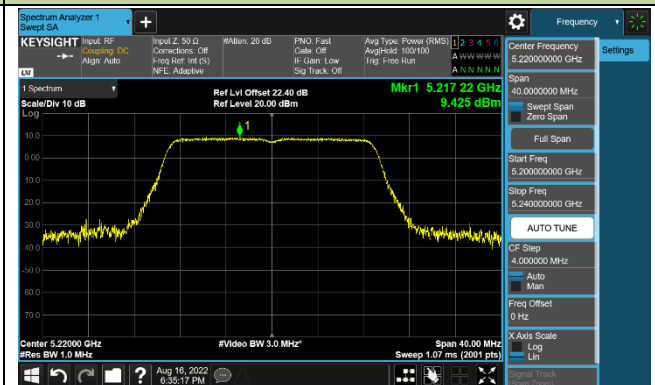 Spectrum Analyzer 1
Swept SA
+
Frequency
KEYSIGHT
Input: RF
Coupling: DC
Align: Auto
Input Z: 50 Ω
Corrections: Off
Freq Ref: Int (S)
NFE: Adaptive
#Atten: 20 dB
PNO: Fast
Gate: Off
IF Gain: Low
Sig Track: Off
Avg Type: Power (RMS)
Avg|Hold: 100/100
Trig: Free Run
1 2 3 4 5 6
A W W W W W
A N N N N N
LXI
1 Spectrum
Scale/Div 10 dB
Ref Lvl Offset 22.40 dB
Ref Level 20.00 dBm
Mkr1 5.217 22 GHz
9.425 dBm
Log
1
10.0
0.00
-10.0
-20.0
-30.0
-40.0
-50.0
-60.0
-70.0
Center 5.22000 GHz
#Res BW 1.0 MHz
#Video BW 3.0 MHz*
Span 40.00 MHz
Sweep 1.07 ms (2001 pts)
Center Frequency
5.220000000 GHz
Settings
Span
40.0000000 MHz
Swept Span
Zero Span
Full Span
Start Freq
5.200000000 GHz
Stop Freq
5.240000000 GHz
AUTO TUNE
CF Step
4.000000 MHz
Auto
Man
Freq Offset
0 Hz
X Axis Scale
Log
Lin
Signal Track
(Span Zoom)
?
Aug 16, 2022
6:35:17 PM